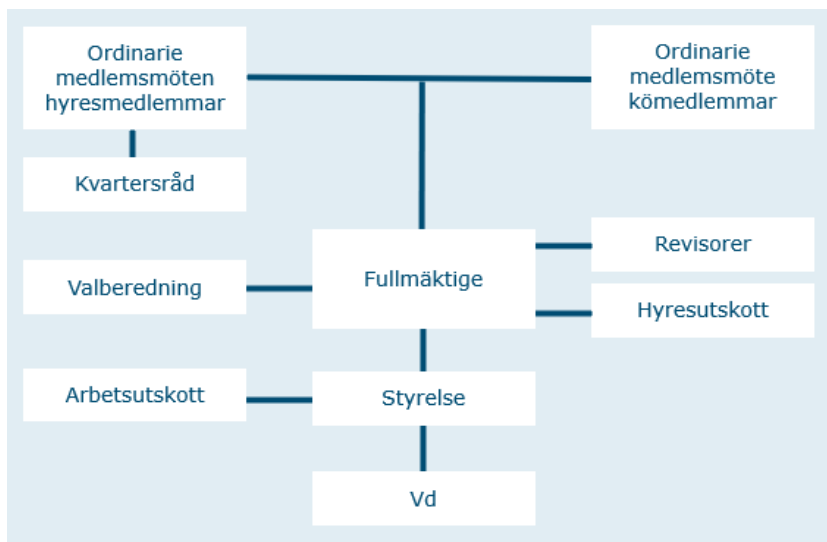 Ordinarie
medlemsmöten
hyresmedlemmar
Ordinarie
medlemsmöte
kömedlemmar
Kvartersråd
Fullmäktige
Revisorer
Valberedning
Hyresutskott
Arbetsutskott
Styrelse
Vd